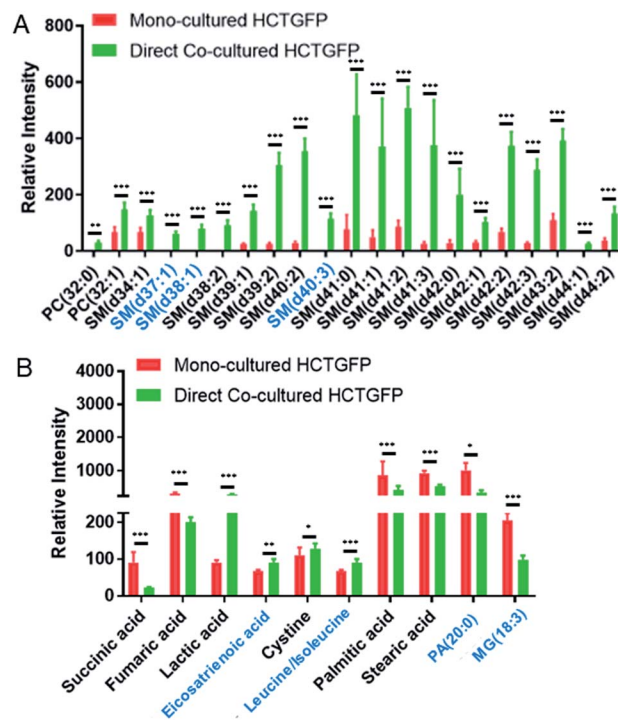 A
Mono-cultured HCTGFP
Direct Co-cultured HCTGFP
Relative Intensity
800
600
400
200
0
** *** *** *** *** *** *** *** *** *** *** *** *** *** *** *** *** *** *** *** ***
PC(32:0)
PC(32:1)
SM(d34:1)
SM(d37:1)
SM(d38:1)
SM(d38:2)
SM(d39:1)
SM(d39:2)
SM(d40:2)
SM(d40:3)
SM(d41:0)
SM(d41:1)
SM(d41:2)
SM(d41:3)
SM(d42:0)
SM(d42:1)
SM(d42:2)
SM(d42:3)
SM(d43:2)
SM(d44:1)
SM(d44:2)
B
Mono-cultured HCTGFP
Direct Co-cultured HCTGFP
Relative Intensity
4000
3000
2000
1000
200
100
0
*** *** *** ** * *** *** *** * ***
Succinic acid
Fumaric acid
Lactic acid
Eicosatrienoic acid
Cystine
Leucine/Isoleucine
Palmitic acid
Stearic acid
PA(20:0)
MG(18:3)